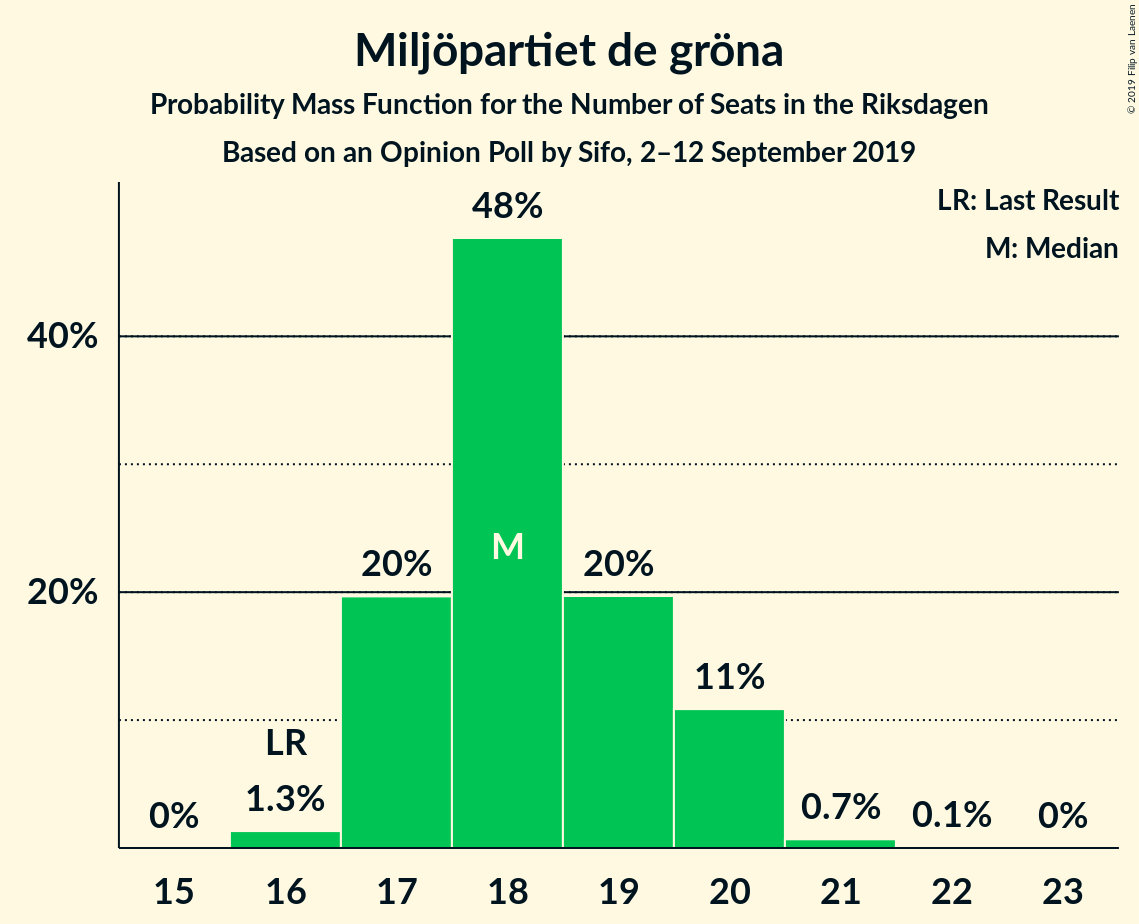 Miljöpartiet de gröna
Probability Mass Function for the Number of Seats in the Riksdagen
Based on an Opinion Poll by Sifo, 2–12 September 2019
© 2019 Filip van Laenen
LR: Last Result
M: Median
48%
40%
M
20%
20%
20%
11%
LR
0%
1.3%
0.7%
0.1%
0%
15 16 17 18 19 20 21 22 23